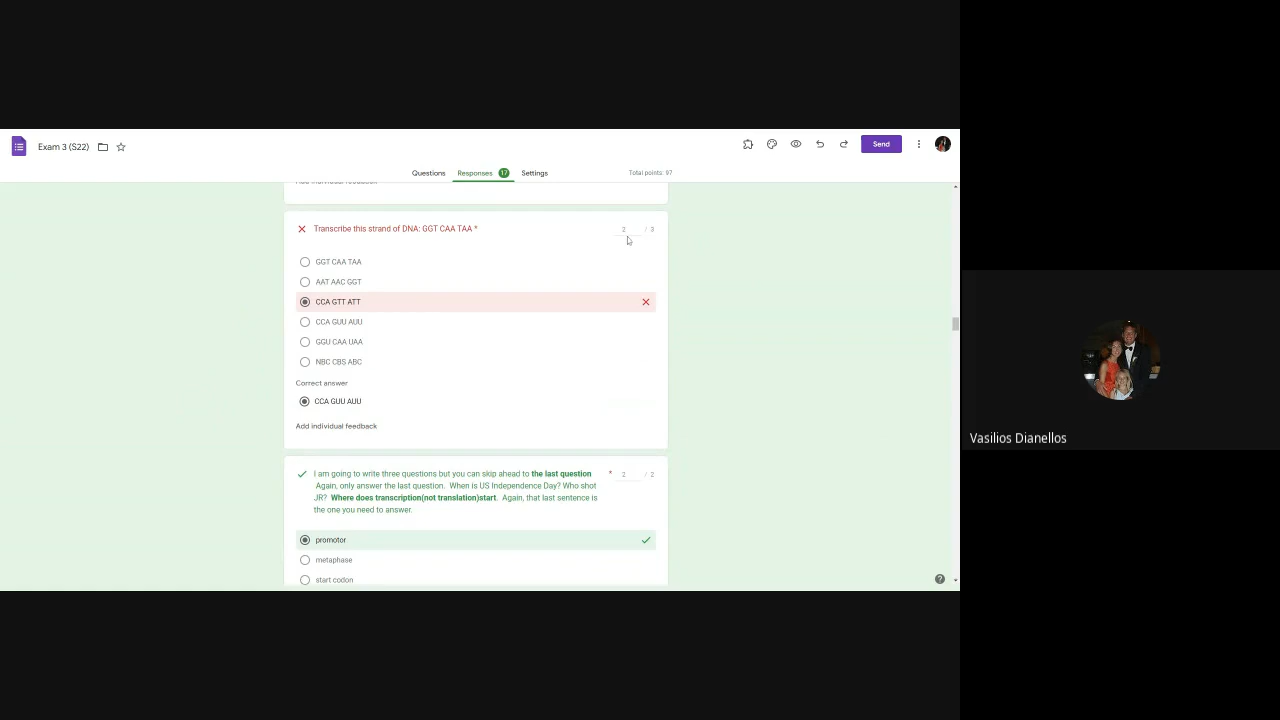 Exam 3 (S22)
Send
Questions
Responses 17
Settings
Total points: 97
Add individual feedback
Transcribe this strand of DNA: GGT CAA TAA * 2 / 3
GGT CAA TAA
AAT AAC GGT
CCA GTT ATT
CCA GUU AUU
GGU CAA UAA
NBC CBS ABC
Correct answer
CCA GUU AUU
Add individual feedback
I am going to write three questions but you can skip ahead to the last question * 2 / 2
Again, only answer the last question. When is US Independence Day? Who shot
JR? Where does transcription(not translation)start. Again, that last sentence is
the one you need to answer.
promotor
metaphase
start codon
Vasilios Dianellos